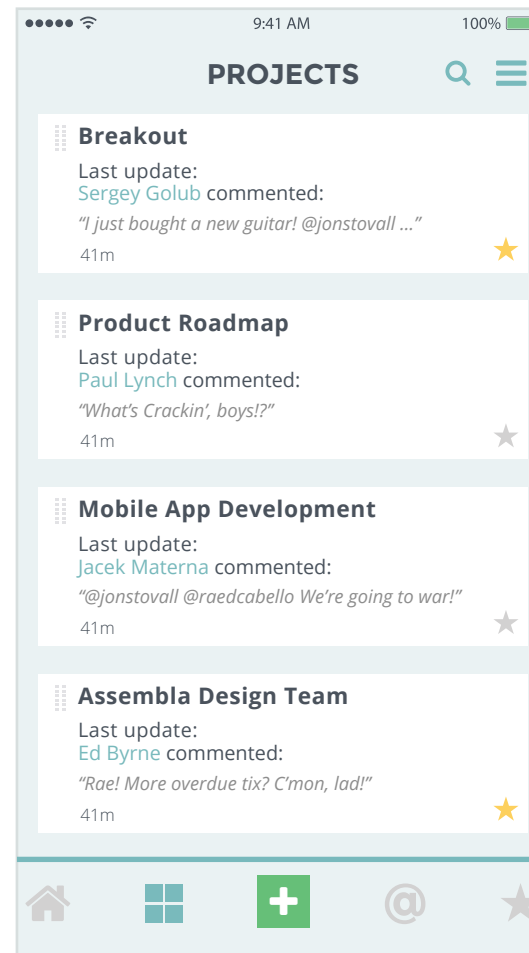 9:41 AM 100%
PROJECTS
Breakout
Last update:
Sergey Golub commented:
“I just bought a new guitar! @jonstovall ...”
41m
Product Roadmap
Last update:
Paul Lynch commented:
“What’s Crackin’, boys!?”
41m
Mobile App Development
Last update:
Jacek Materna commented:
“@jonstovall @raedcabello We’re going to war!”
41m
Assembla Design Team
Last update:
Ed Byrne commented:
“Rae! More overdue tix? C’mon, lad!”
41m
@